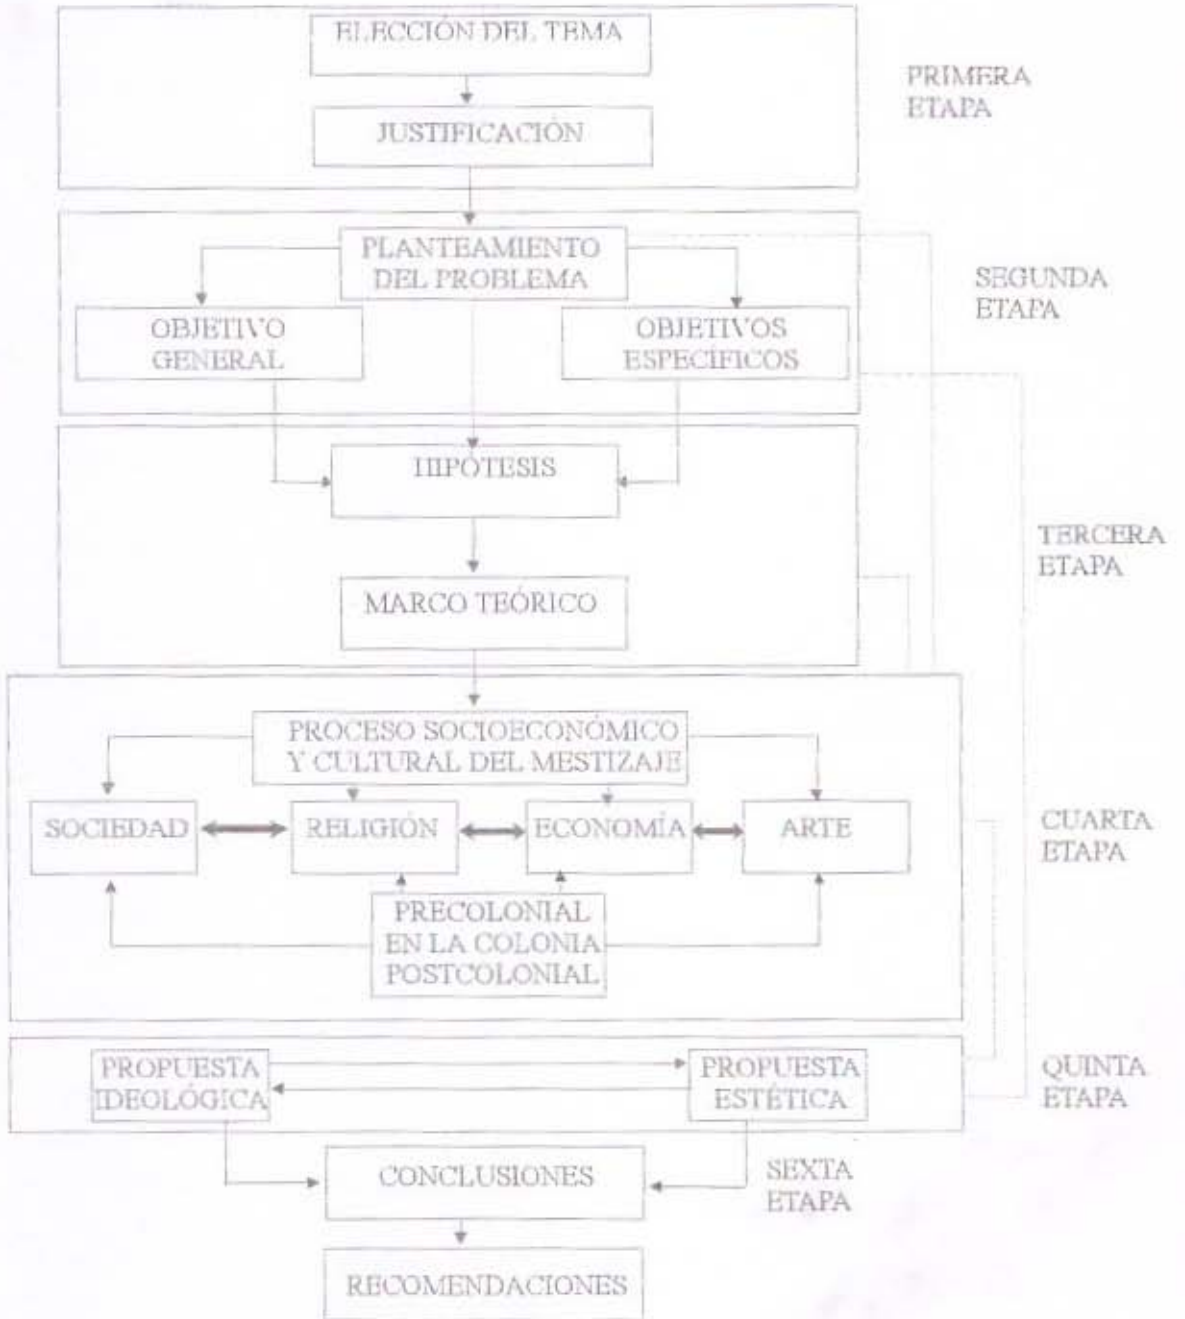 ELECCIÓN DEL TEMA
JUSTIFICACIÓN
PRIMERA
ETAPA
PLANTEAMIENTO
DEL PROBLEMA
OBJETIVO
GENERAL
OBJETIVOS
ESPECÍFICOS
SEGUNDA
ETAPA
HIPÓTESIS
MARCO TEÓRICO
TERCERA
ETAPA
PROCESO SOCIOECONÓMICO
Y CULTURAL DEL MESTIZAJE
SOCIEDAD
RELIGIÓN
ECONOMÍA
ARTE
PRECOLONIAL
EN LA COLONIA
POSTCOLONIAL
CUARTA
ETAPA
PROPUESTA
IDEOLÓGICA
PROPUESTA
ESTÉTICA
QUINTA
ETAPA
CONCLUSIONES
SEXTA
ETAPA
RECOMENDACIONES